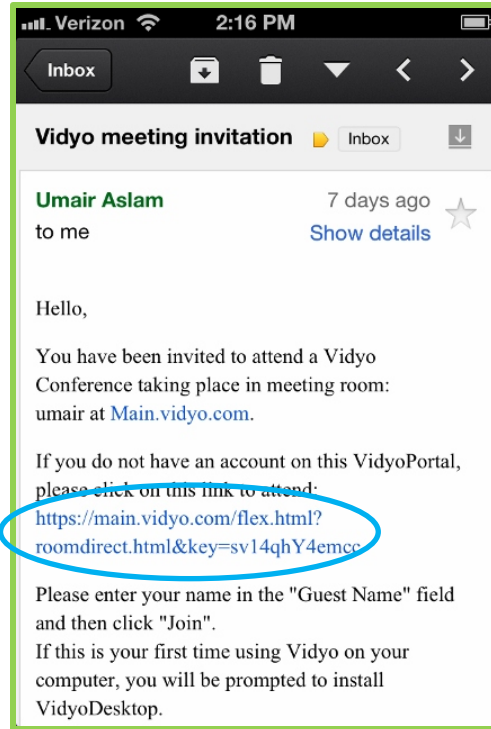 Verizon 2:16 PM
Inbox
Vidyo meeting invitation Inbox
Umair Aslam 7 days ago
to me Show details
Hello,
You have been invited to attend a Vidyo
Conference taking place in meeting room:
umair at Main.vidyo.com.
If you do not have an account on this VidyoPortal,
please click on this link to attend:
https://main.vidyo.com/flex.html?
roomdirect.html&key=sv14qhY4emcc
Please enter your name in the "Guest Name" field
and then click "Join".
If this is your first time using Vidyo on your
computer, you will be prompted to install
VidyoDesktop.